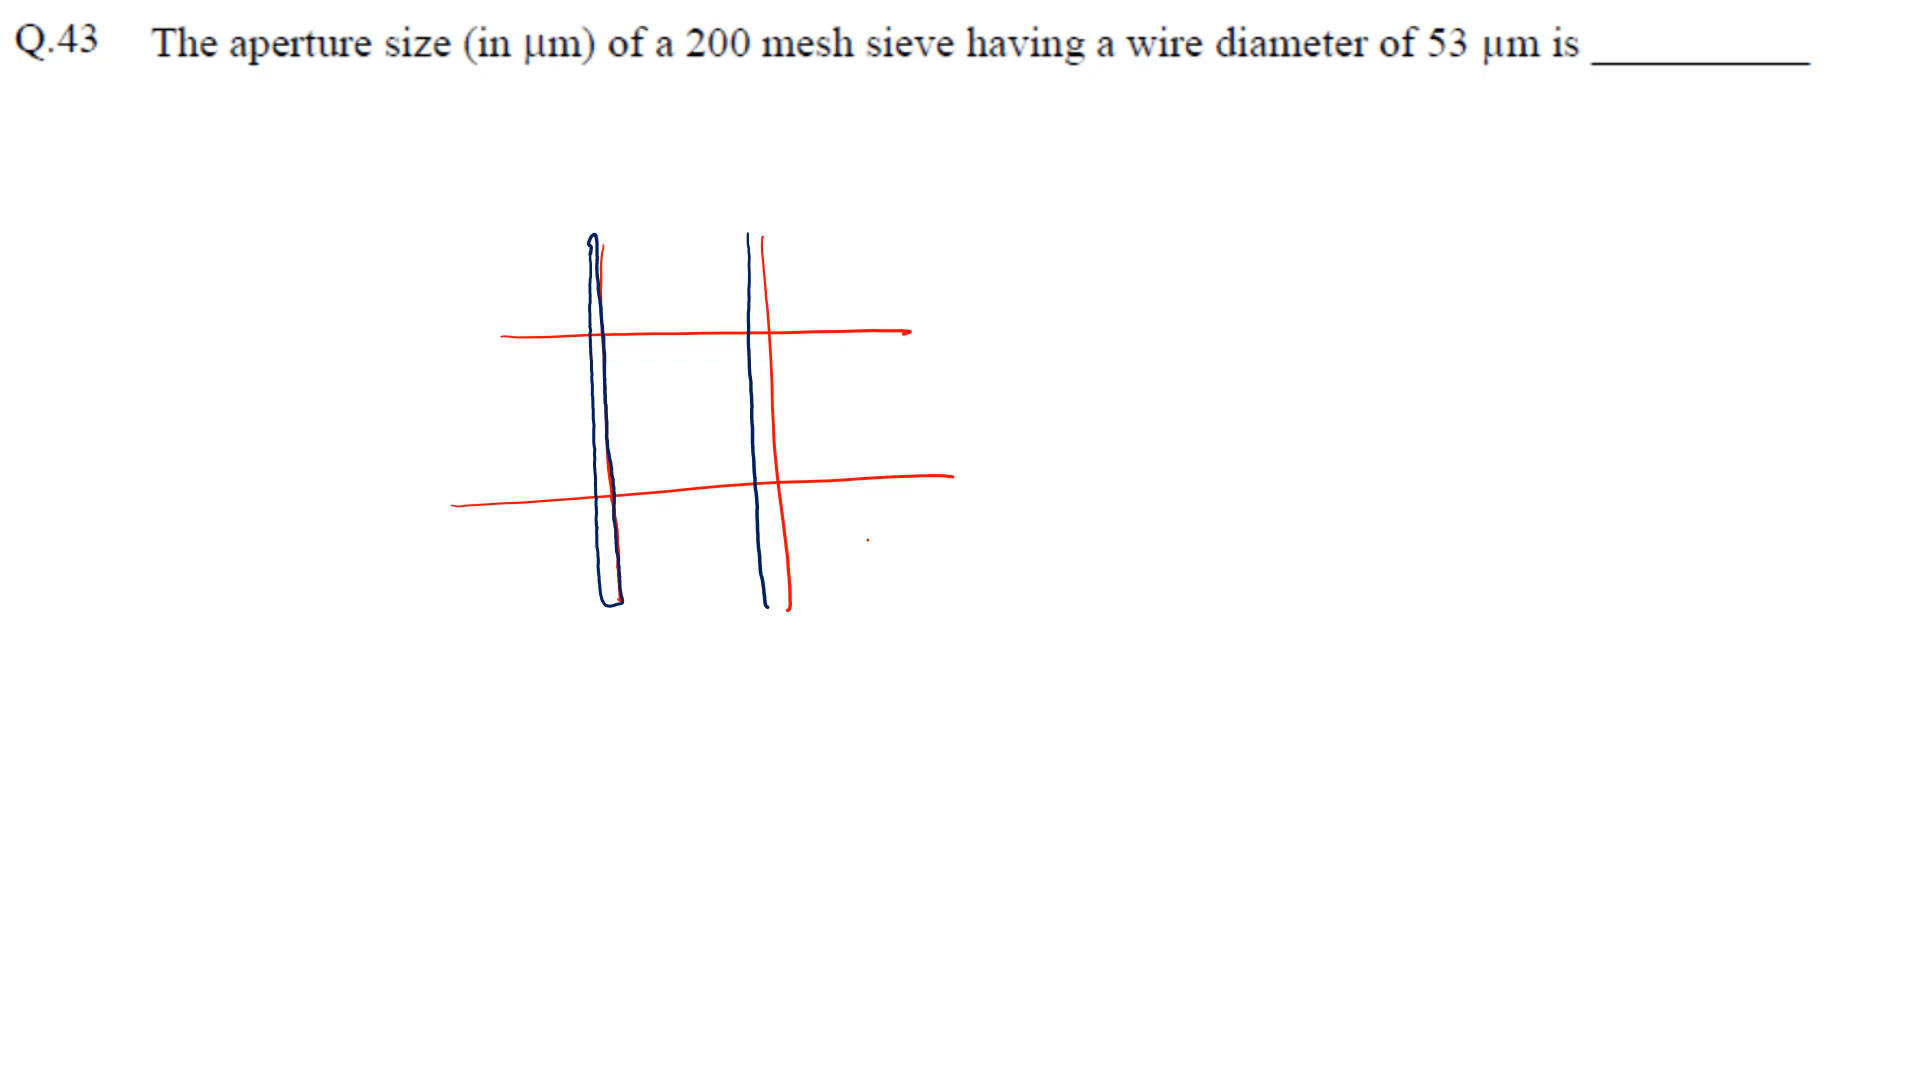 Q.43 The aperture size (in μm) of a 200 mesh sieve having a wire diameter of 53 μm is __________